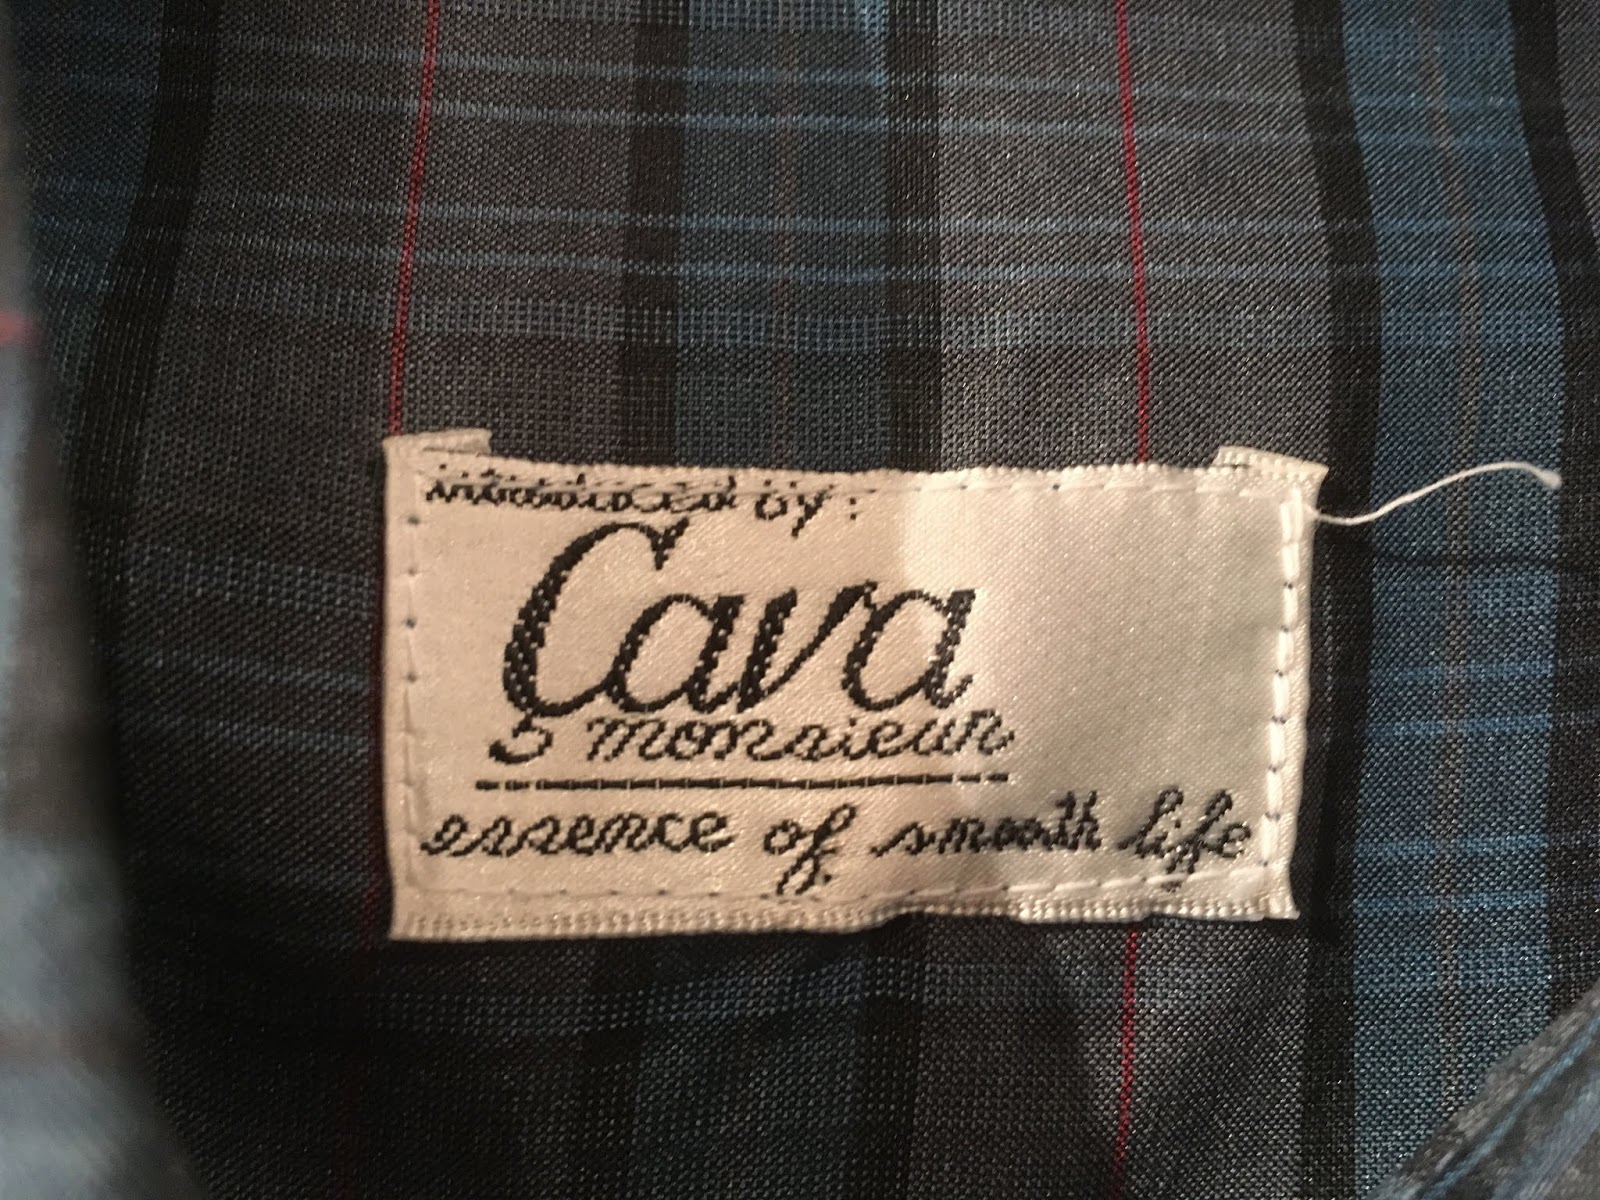 introduced by:
Çava
monsieur
essence of smooth life